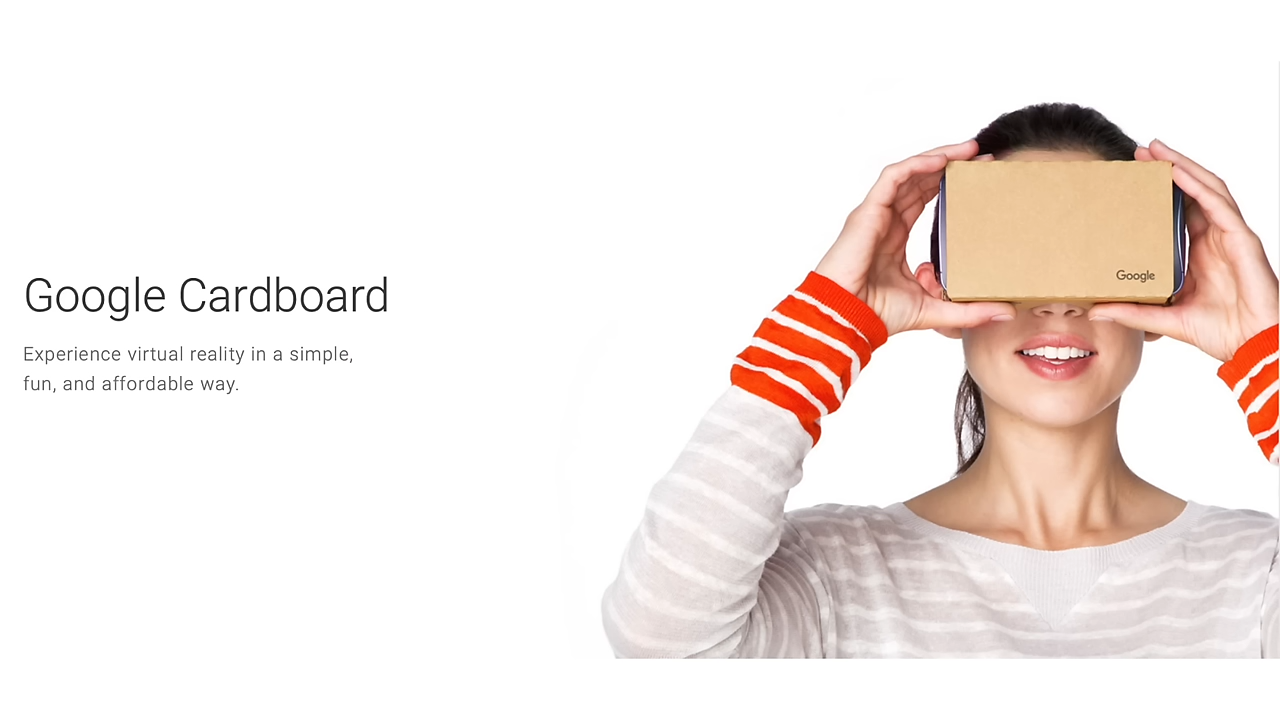 Google Cardboard
Experience virtual reality in a simple,
fun, and affordable way.
Google